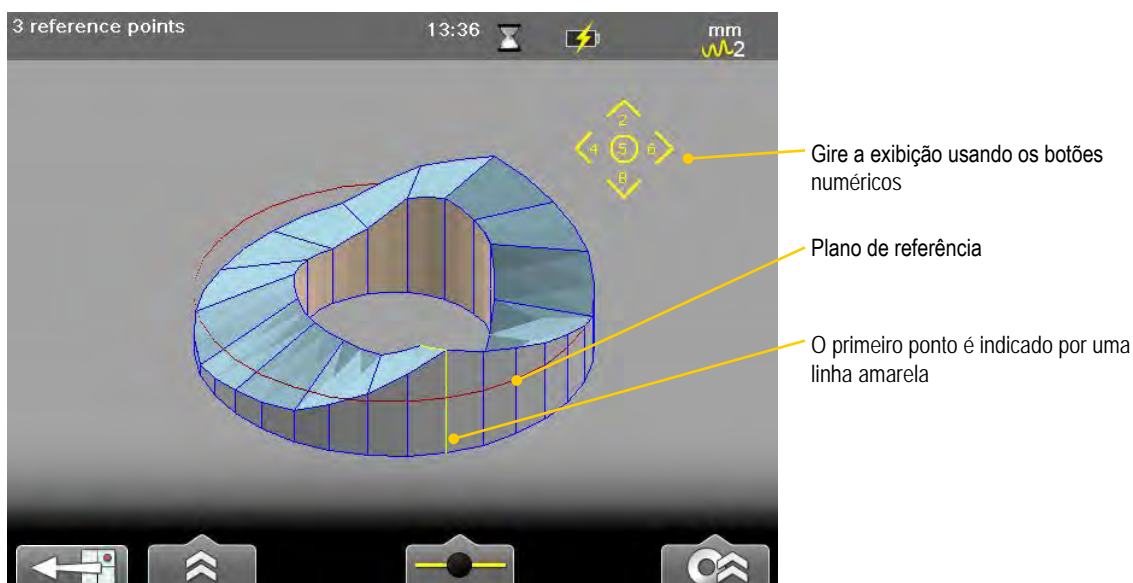 3 reference points
13:36
mm
2
2
4 5 6
8
Gire a exibição usando os botões
numéricos
Plano de referência
O primeiro ponto é indicado por uma
linha amarela